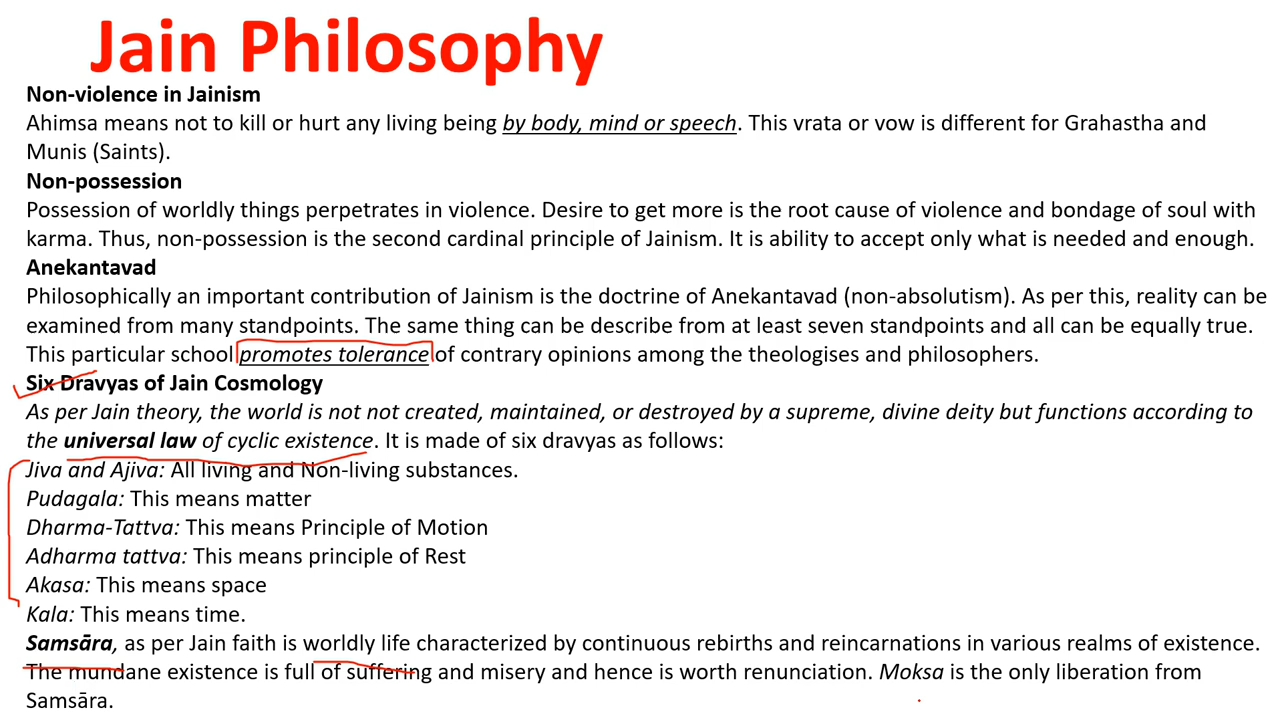 Jain Philosophy
Non-violence in Jainism
Ahimsa means not to kill or hurt any living being by body, mind or speech. This vrata or vow is different for Grahastha and
Munis (Saints).
Non-possession
Possession of worldly things perpetrates in violence. Desire to get more is the root cause of violence and bondage of soul with
karma. Thus, non-possession is the second cardinal principle of Jainism. It is ability to accept only what is needed and enough.
Anekantavad
Philosophically an important contribution of Jainism is the doctrine of Anekantavad (non-absolutism). As per this, reality can be
examined from many standpoints. The same thing can be describe from at least seven standpoints and all can be equally true.
This particular school promotes tolerance of contrary opinions among the theologises and philosophers.
Six Dravyas of Jain Cosmology
As per Jain theory, the world is not not created, maintained, or destroyed by a supreme, divine deity but functions according to
the universal law of cyclic existence. It is made of six dravyas as follows:
Jiva and Ajiva: All living and Non-living substances.
Pudagala: This means matter
Dharma-Tattva: This means Principle of Motion
Adharma tattva: This means principle of Rest
Akasa: This means space
Kala: This means time.
Samsāra, as per Jain faith is worldly life characterized by continuous rebirths and reincarnations in various realms of existence.
The mundane existence is full of suffering and misery and hence is worth renunciation. Moksa is the only liberation from
Samsāra.